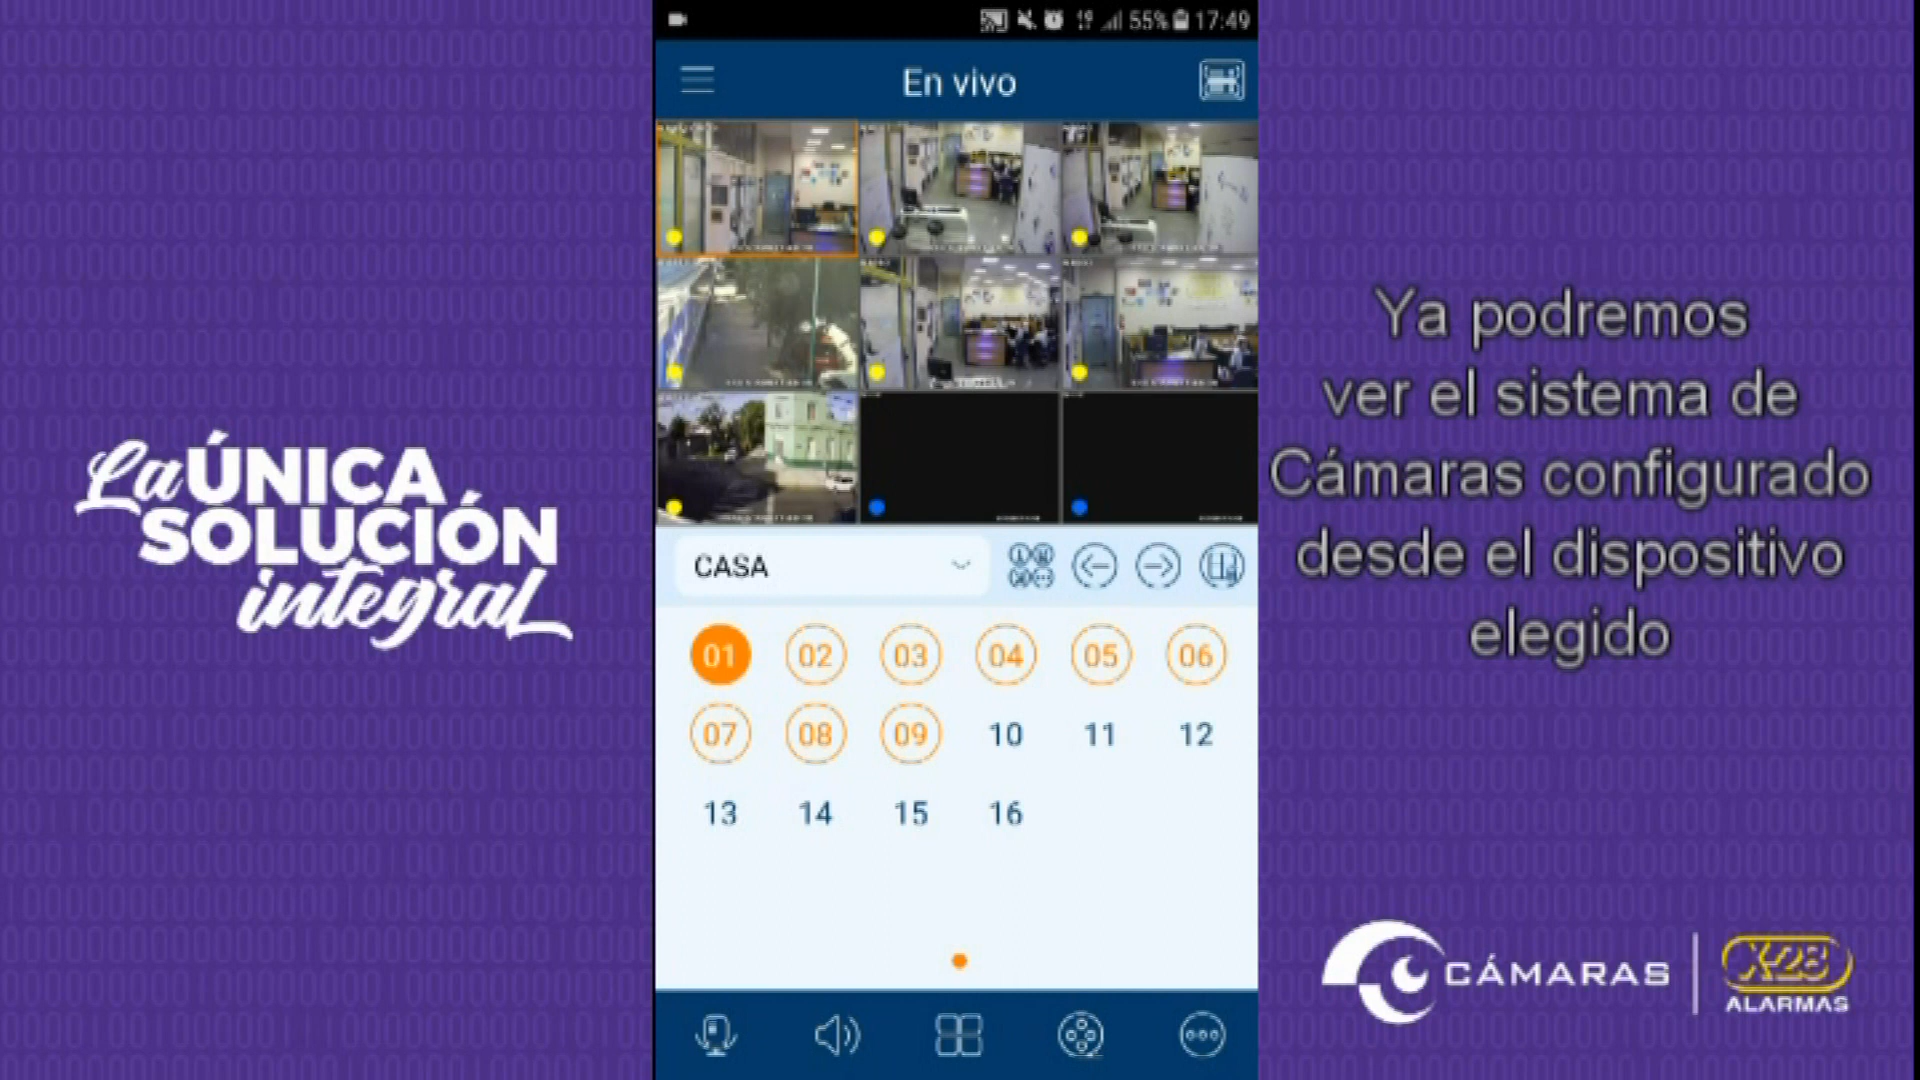 55% 17:49
En vivo
La ÚNICA
SOLUCIÓN
integral
Ya podremos
ver el sistema de
Cámaras configurado
desde el dispositivo
elegido
CASA
01 02 03 04 05 06
07 08 09 10 11 12
13 14 15 16
CÁMARAS
X-28
ALARMAS